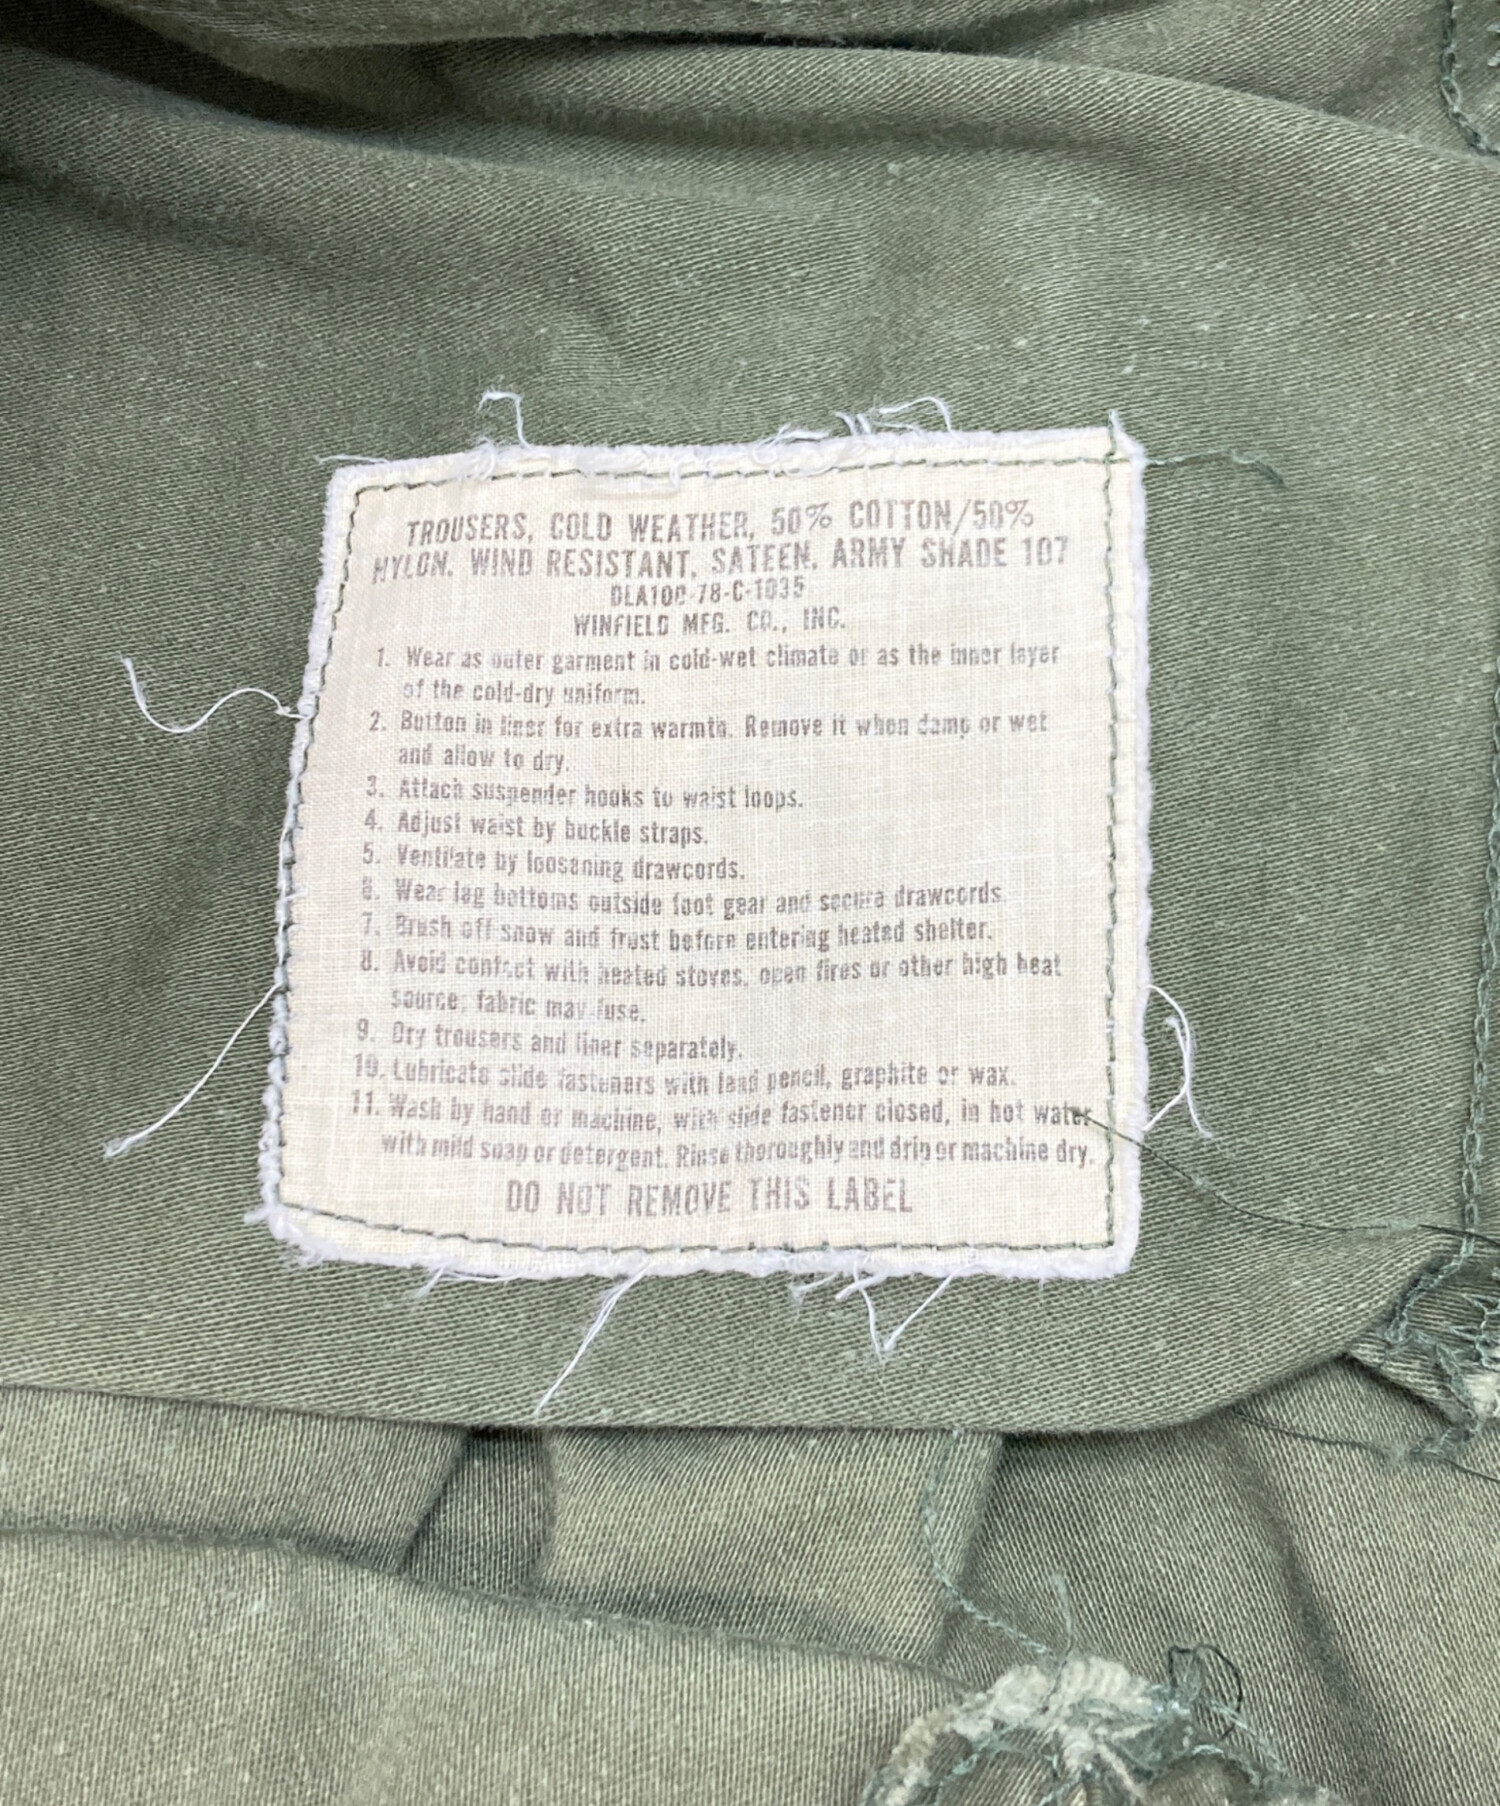 TROUSERS, COLD WEATHER, 50% COTTON/50%
NYLON, WIND RESISTANT, SATEEN, ARMY SHADE 107
DLA100-78-C-1035
WINFIELD MFG. CO., INC.
1. Wear as outer garment in cold-wet climate or as the inner layer
of the cold-dry uniform.
2. Button in liner for extra warmth. Remove it when damp or wet
and allow to dry.
3. Attach suspender hooks to waist loops.
4. Adjust waist by buckle straps.
5. Ventilate by loosening drawcords.
6. Wear leg bottoms outside foot gear and secure drawcords.
7. Brush off snow and frost before entering heated shelter.
8. Avoid contact with heated stoves, open fires or other high heat
source; fabric may fuse.
9. Dry trousers and liner separately.
10. Lubricate slide fasteners with lead pencil, graphite or wax.
11. Wash by hand or machine, with slide fastener closed, in hot water
with mild soap or detergent. Rinse thoroughly and drip or machine dry.
DO NOT REMOVE THIS LABEL